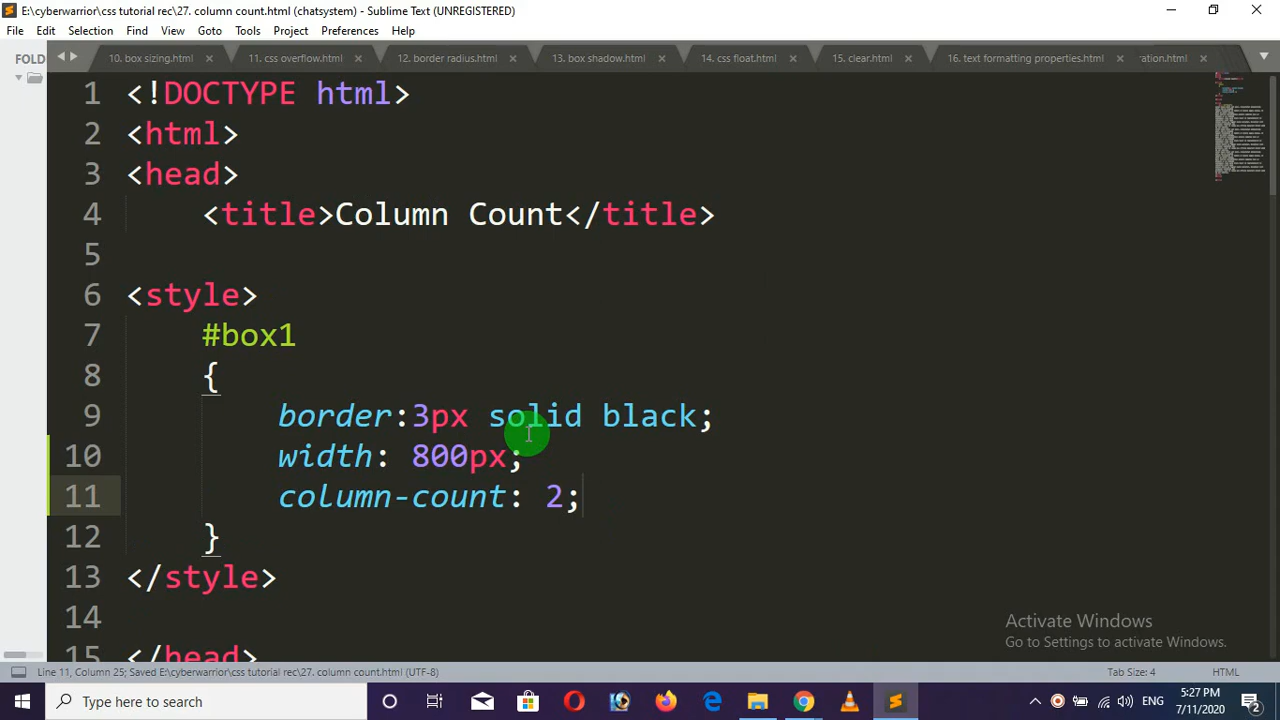 E:\cyberwarrior\css tutorial rec\27. column count.html (chatsystem) - Sublime Text (UNREGISTERED)
File Edit Selection Find View Goto Tools Project Preferences Help
FOLD
10. box sizing.html 11. css overflow.html 12. border radius.html 13. box shadow.html 14. css float.html 15. clear.html 16. text formatting properties.html ration.html
1 <!DOCTYPE html>
2 <html>
3 <head>
4 <title>Column Count</title>
5
6 <style>
7 #box1
8 {
9 border:3px solid black;
10 width: 800px;
11 column-count: 2;
12 }
13 </style>
14
15 </head>
Activate Windows
Go to Settings to activate Windows.
Line 11, Column 25; Saved E:\cyberwarrior\css tutorial rec\27. column count.html (UTF-8) Tab Size: 4 HTML
Type here to search
ENG
5:27 PM
7/11/2020
2